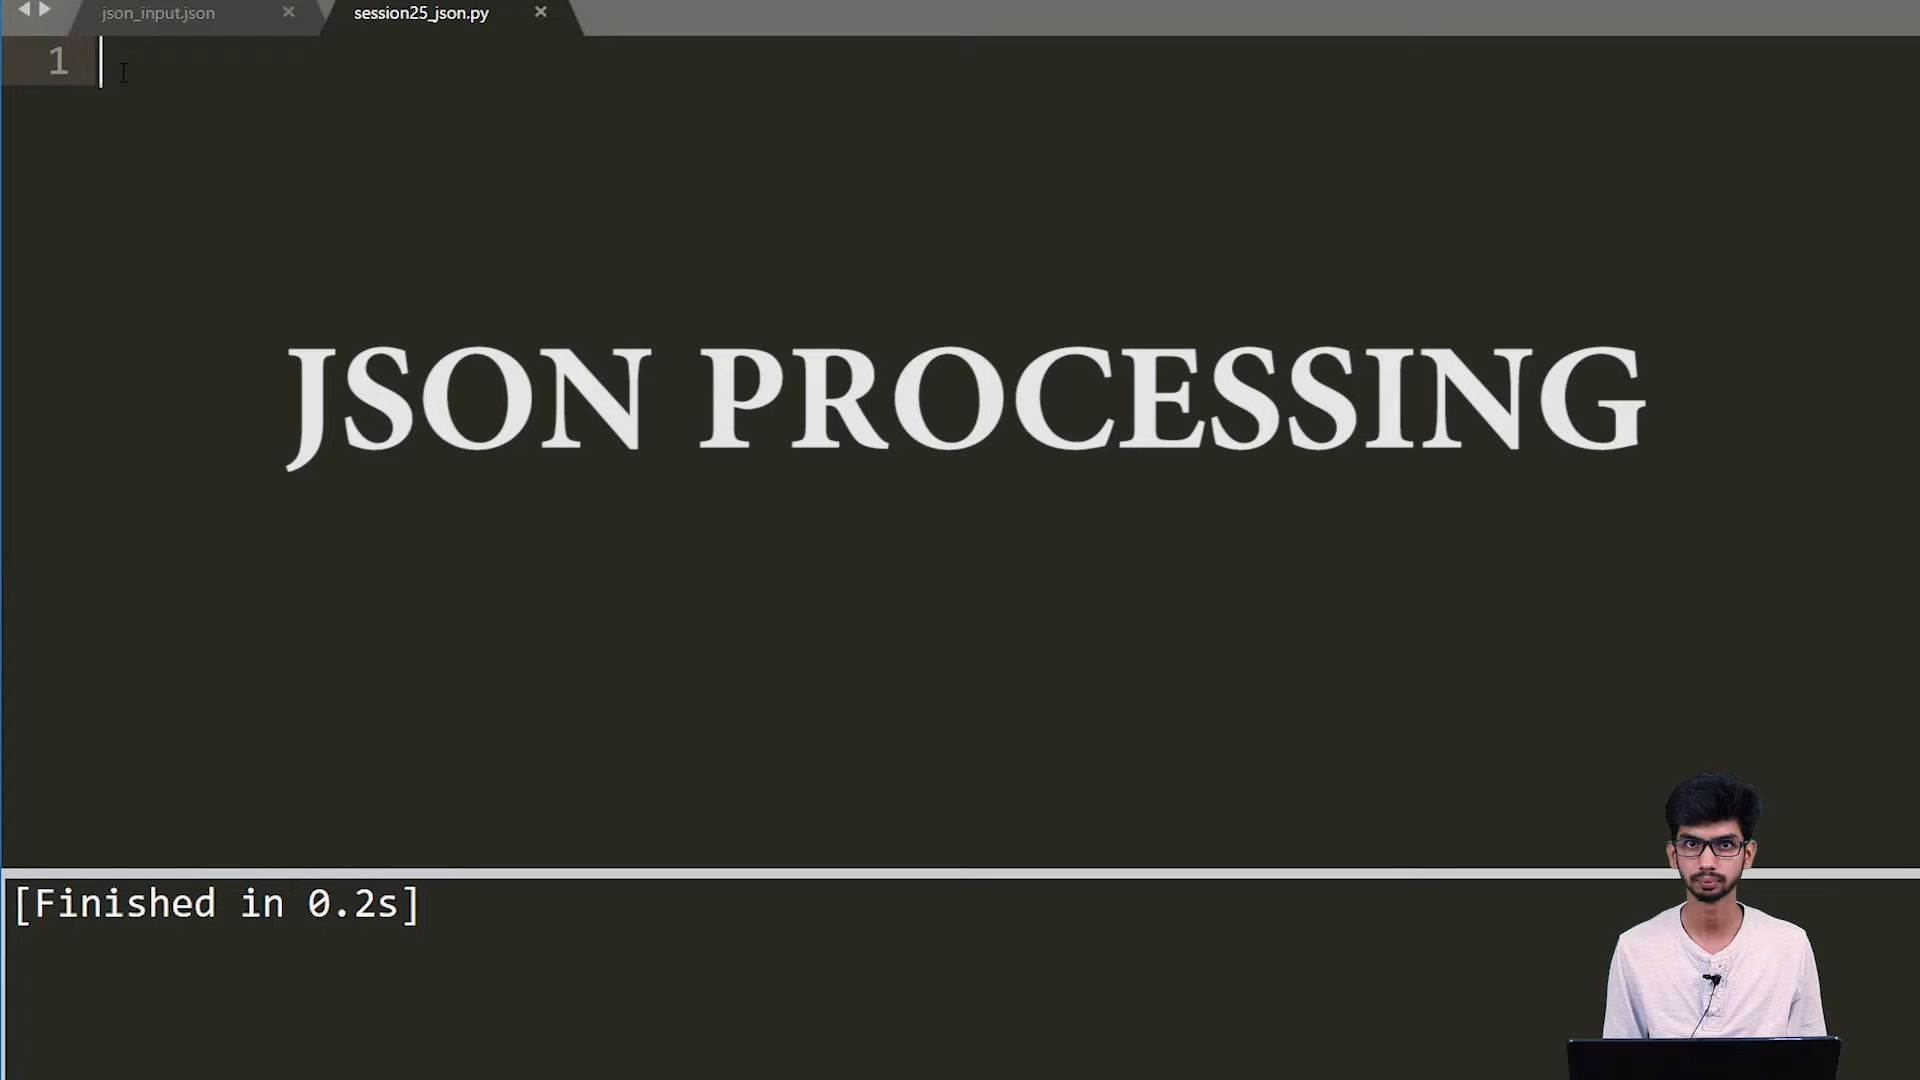 json_input.json × session25_json.py ×
1
JSON PROCESSING
[Finished in 0.2s]